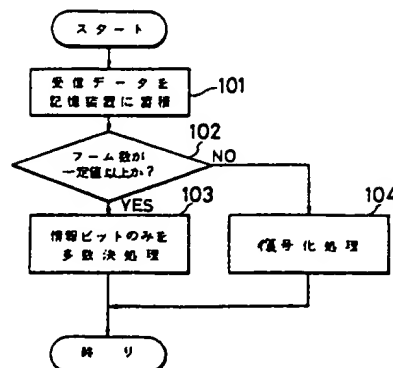 スタート
受信データを
記憶装置に蓄積
101
102
フーム数が
一定値以上か?
NO
YES
103
104
情報ビットのみを
多数決処理
復号化処理
終り